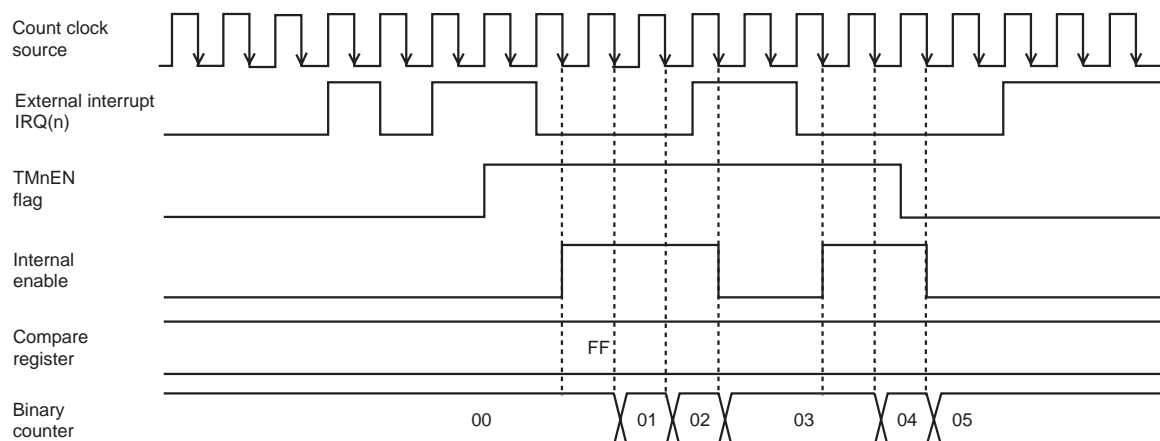 Count clock
source
External interrupt
IRQ(n)
TMnEN
flag
Internal
enable
Compare
register
FF
Binary
counter
00 01 02 03 04 05